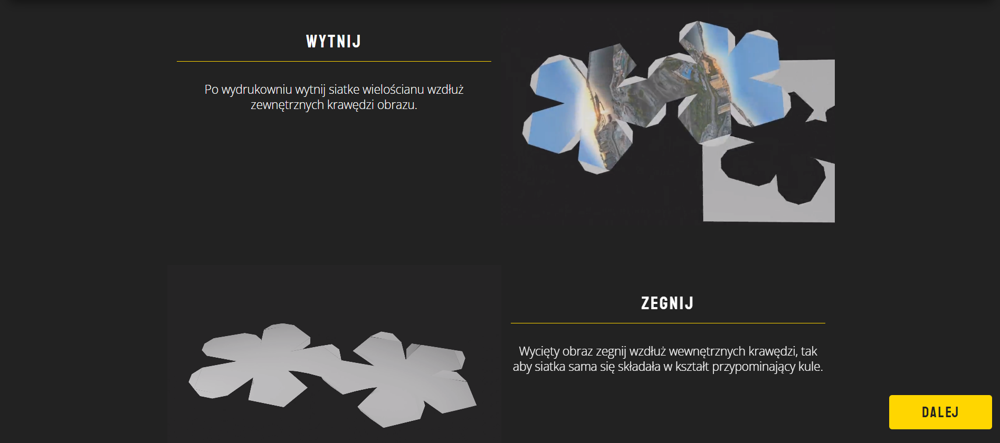 WYTNIJ
Po wydrukowniu wytnij siatke wielościanu wzdłuż
zewnętrznych krawędzi obrazu.
ZEGNIJ
Wycięty obraz zegnij wzdłuż wewnętrznych krawędzi, tak
aby siatka sama się składała w kształt przypominający kule.
DALEJ